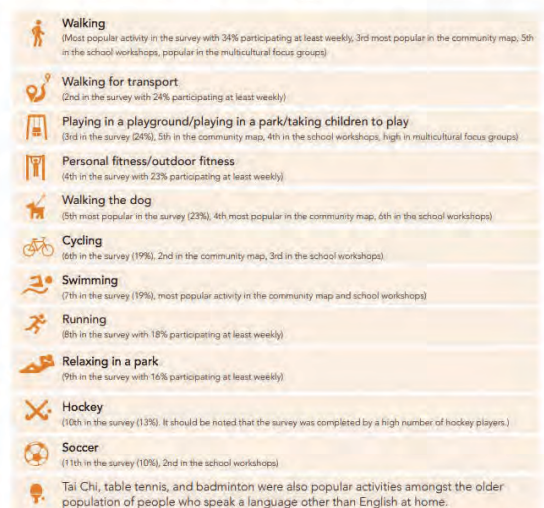 Walking
(Most popular activity in the survey with 34% participating at least weekly, 3rd most popular in the community map, 5th
in the school workshops, popular in the multicultural focus groups)
Walking for transport
(2nd in the survey with 24% participating at least weekly)
Playing in a playground/playing in a park/taking children to play
(3rd in the survey (24%), 5th in the community map, 4th in the school workshops, high in multicultural focus groups)
Personal fitness/outdoor fitness
(4th in the survey with 23% participating at least weekly)
Walking the dog
(5th most popular in the survey (23%), 4th most popular in the community map, 6th in the school workshops)
Cycling
(6th in the survey (19%), 2nd in the community map, 3rd in the school workshops)
Swimming
(7th in the survey (19%), most popular activity in the community map and school workshops)
Running
(8th in the survey with 18% participating at least weekly)
Relaxing in a park
(9th in the survey with 16% participating at least weekly)
Hockey
(10th in the survey (13%). It should be noted that the survey was completed by a high number of hockey players.)
Soccer
(11th in the survey (10%), 2nd in the school workshops)
Tai Chi, table tennis, and badminton were also popular activities amongst the older
population of people who speak a language other than English at home.